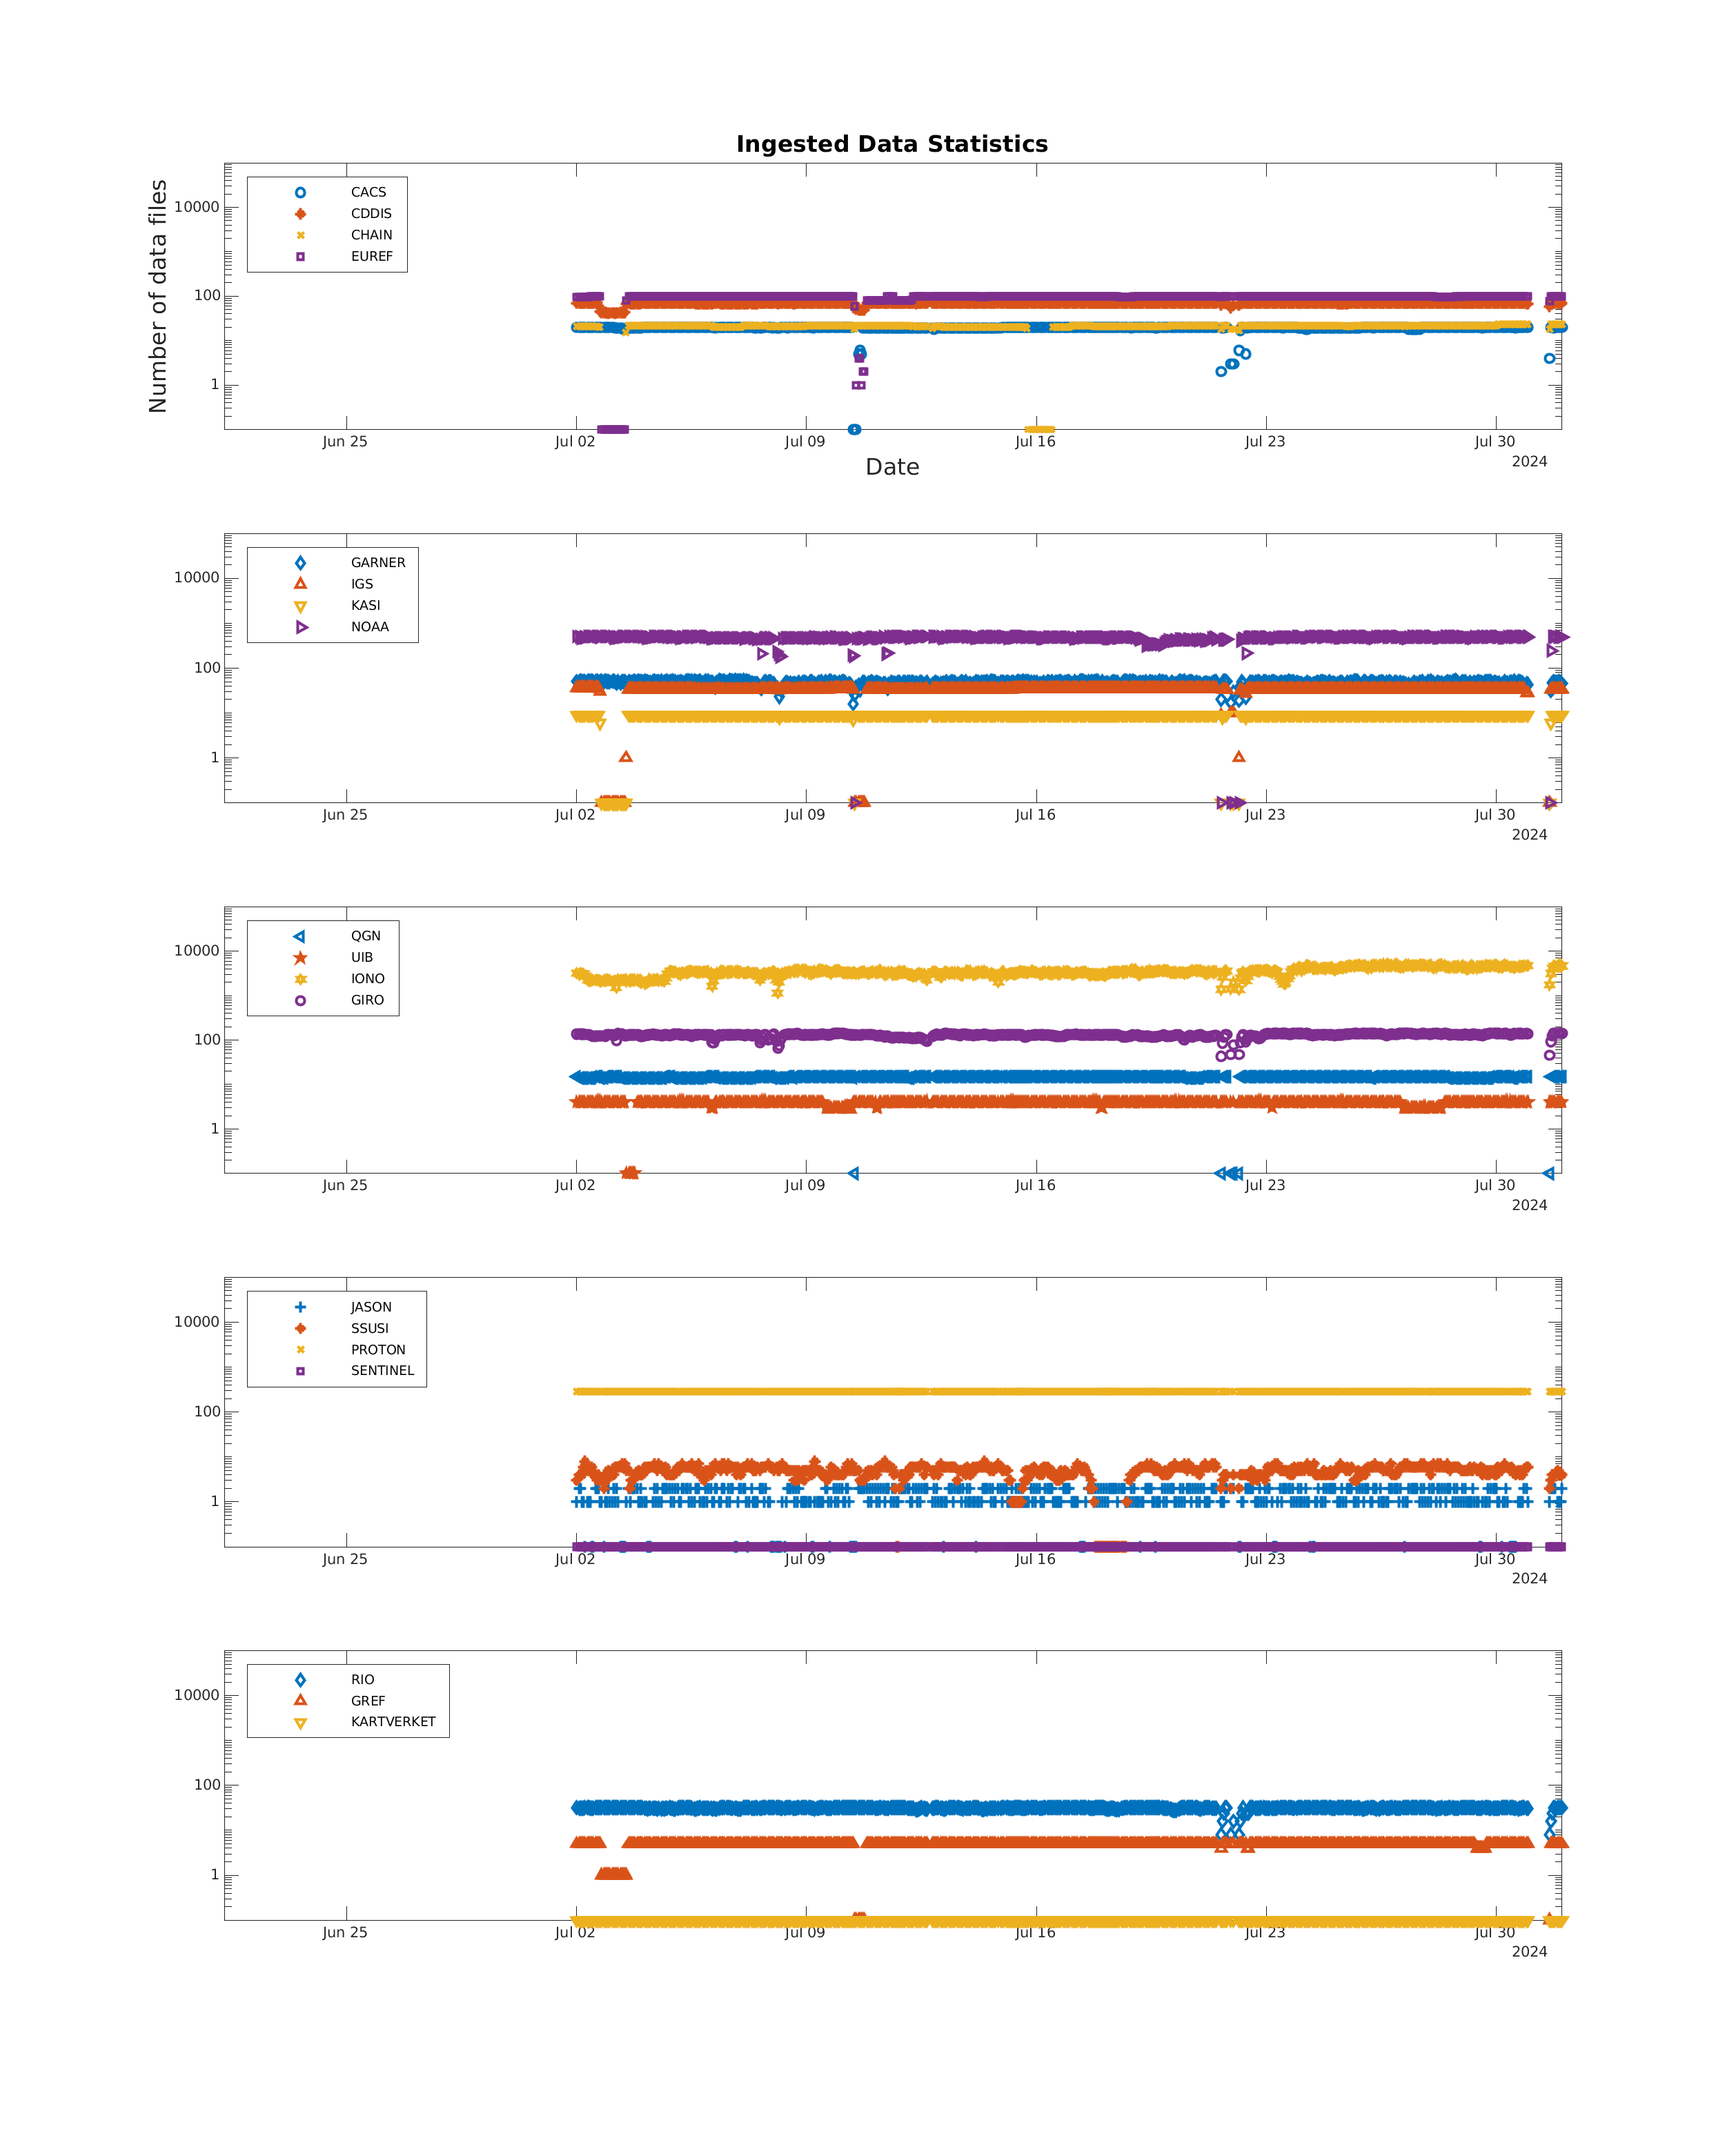 Ingested Data Statistics
Number of data files
CACS
CDDIS
CHAIN
EUREF
10000
100
1
Jun 25 Jul 02 Jul 09 Jul 16 Jul 23 Jul 30
2024
Date
GARNER
IGS
KASI
NOAA
10000
100
1
Jun 25 Jul 02 Jul 09 Jul 16 Jul 23 Jul 30
2024
QGN
UIB
IONO
GIRO
10000
100
1
Jun 25 Jul 02 Jul 09 Jul 16 Jul 23 Jul 30
2024
JASON
SSUSI
PROTON
SENTINEL
10000
100
1
Jun 25 Jul 02 Jul 09 Jul 16 Jul 23 Jul 30
2024
RIO
GREF
KARTVERKET
10000
100
1
Jun 25 Jul 02 Jul 09 Jul 16 Jul 23 Jul 30
2024